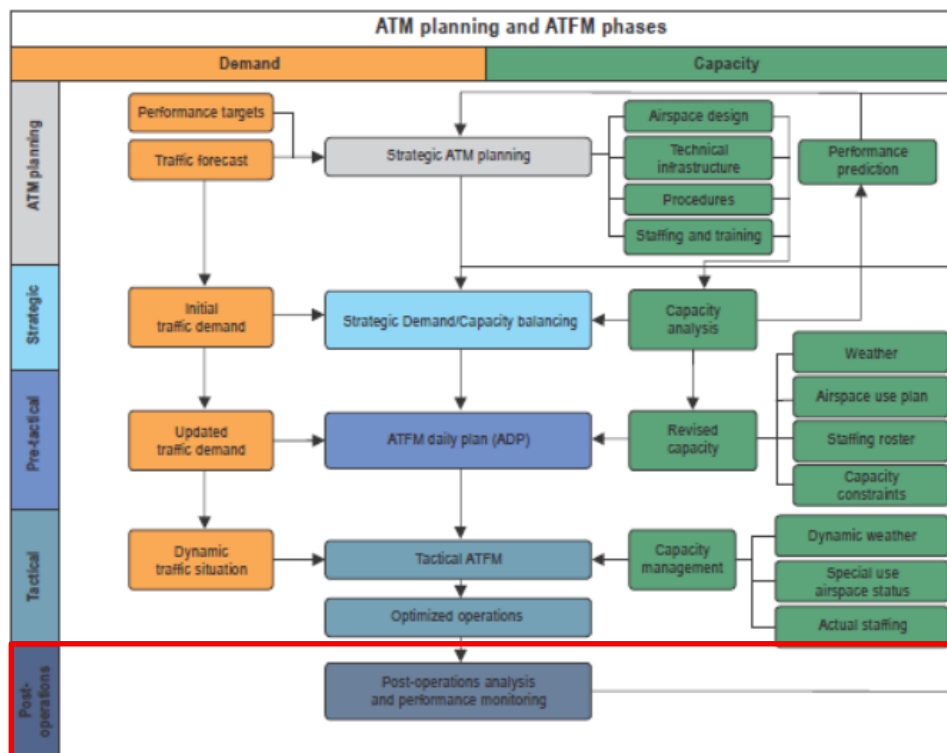 ATM planning and ATFM phases
Demand
Capacity
ATM planning
Performance targets
Traffic forecast
Strategic ATM planning
Airspace design
Technical
infrastructure
Procedures
Staffing and training
Performance
prediction
Strategic
Initial
traffic demand
Strategic Demand/Capacity balancing
Capacity
analysis
Pre-tactical
Updated
traffic demand
ATFM daily plan (ADP)
Revised
capacity
Weather
Airspace use plan
Staffing roster
Capacity
constraints
Tactical
Dynamic
traffic situation
Tactical ATFM
Optimized operations
Capacity
management
Dynamic weather
Special use
airspace status
Actual staffing
Post-
operations
Post-operations analysis
and performance monitoring